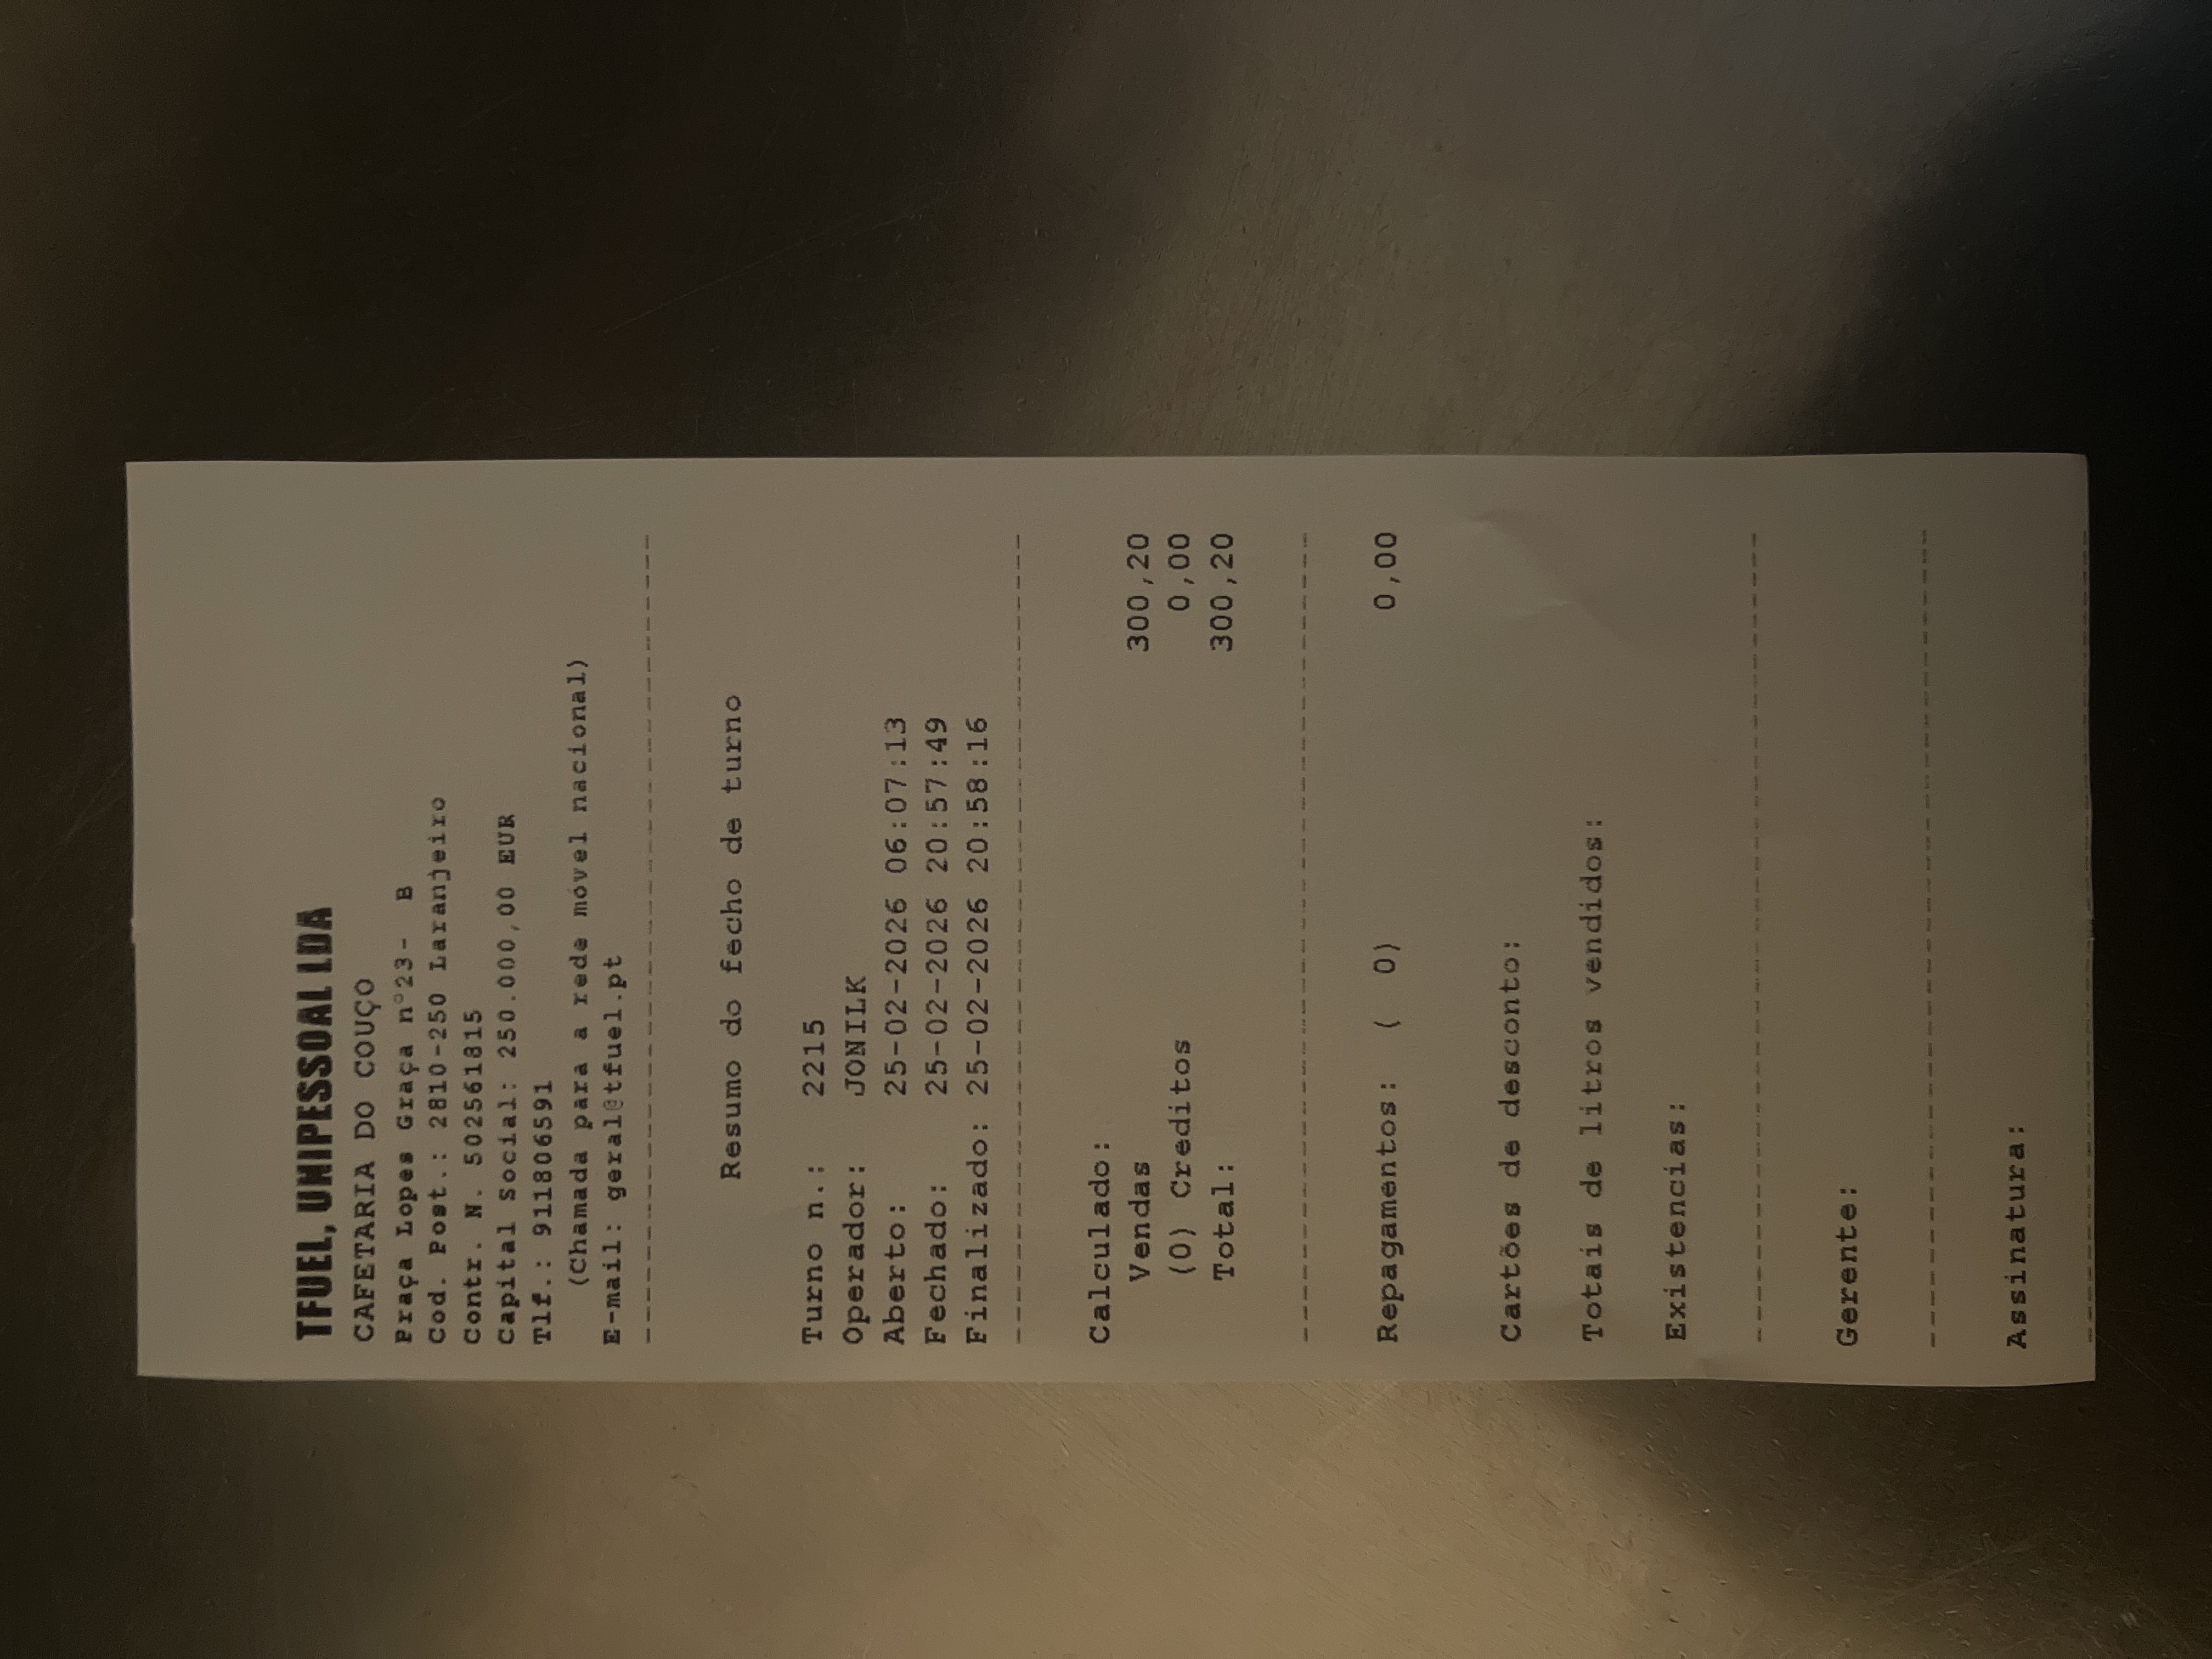 TFUEL, UNIPESSOAL LDA
CAFETARIA DO COUÇO
Praça Lopes Graça nº23- B
Cod. Post.: 2810-250 Laranjeiro
Contr. N. 502561815
Capital Social: 250.000,00 EUR
Tlf.: 911806591
(Chamada para a rede móvel nacional)
E-mail: geral@tfuel.pt
Resumo do fecho de turno
Turno n.: 2215
Operador: JONILK
Aberto: 25-02-2026 06:07:13
Fechado: 25-02-2026 20:57:49
Finalizado: 25-02-2026 20:58:16
Calculado:
Vendas 300,20
(0) Creditos 0,00
Total: 300,20
Repagamentos: ( 0) 0,00
Cartões de desconto:
Totais de litros vendidos:
Existencias:
Gerente:
Assinatura: